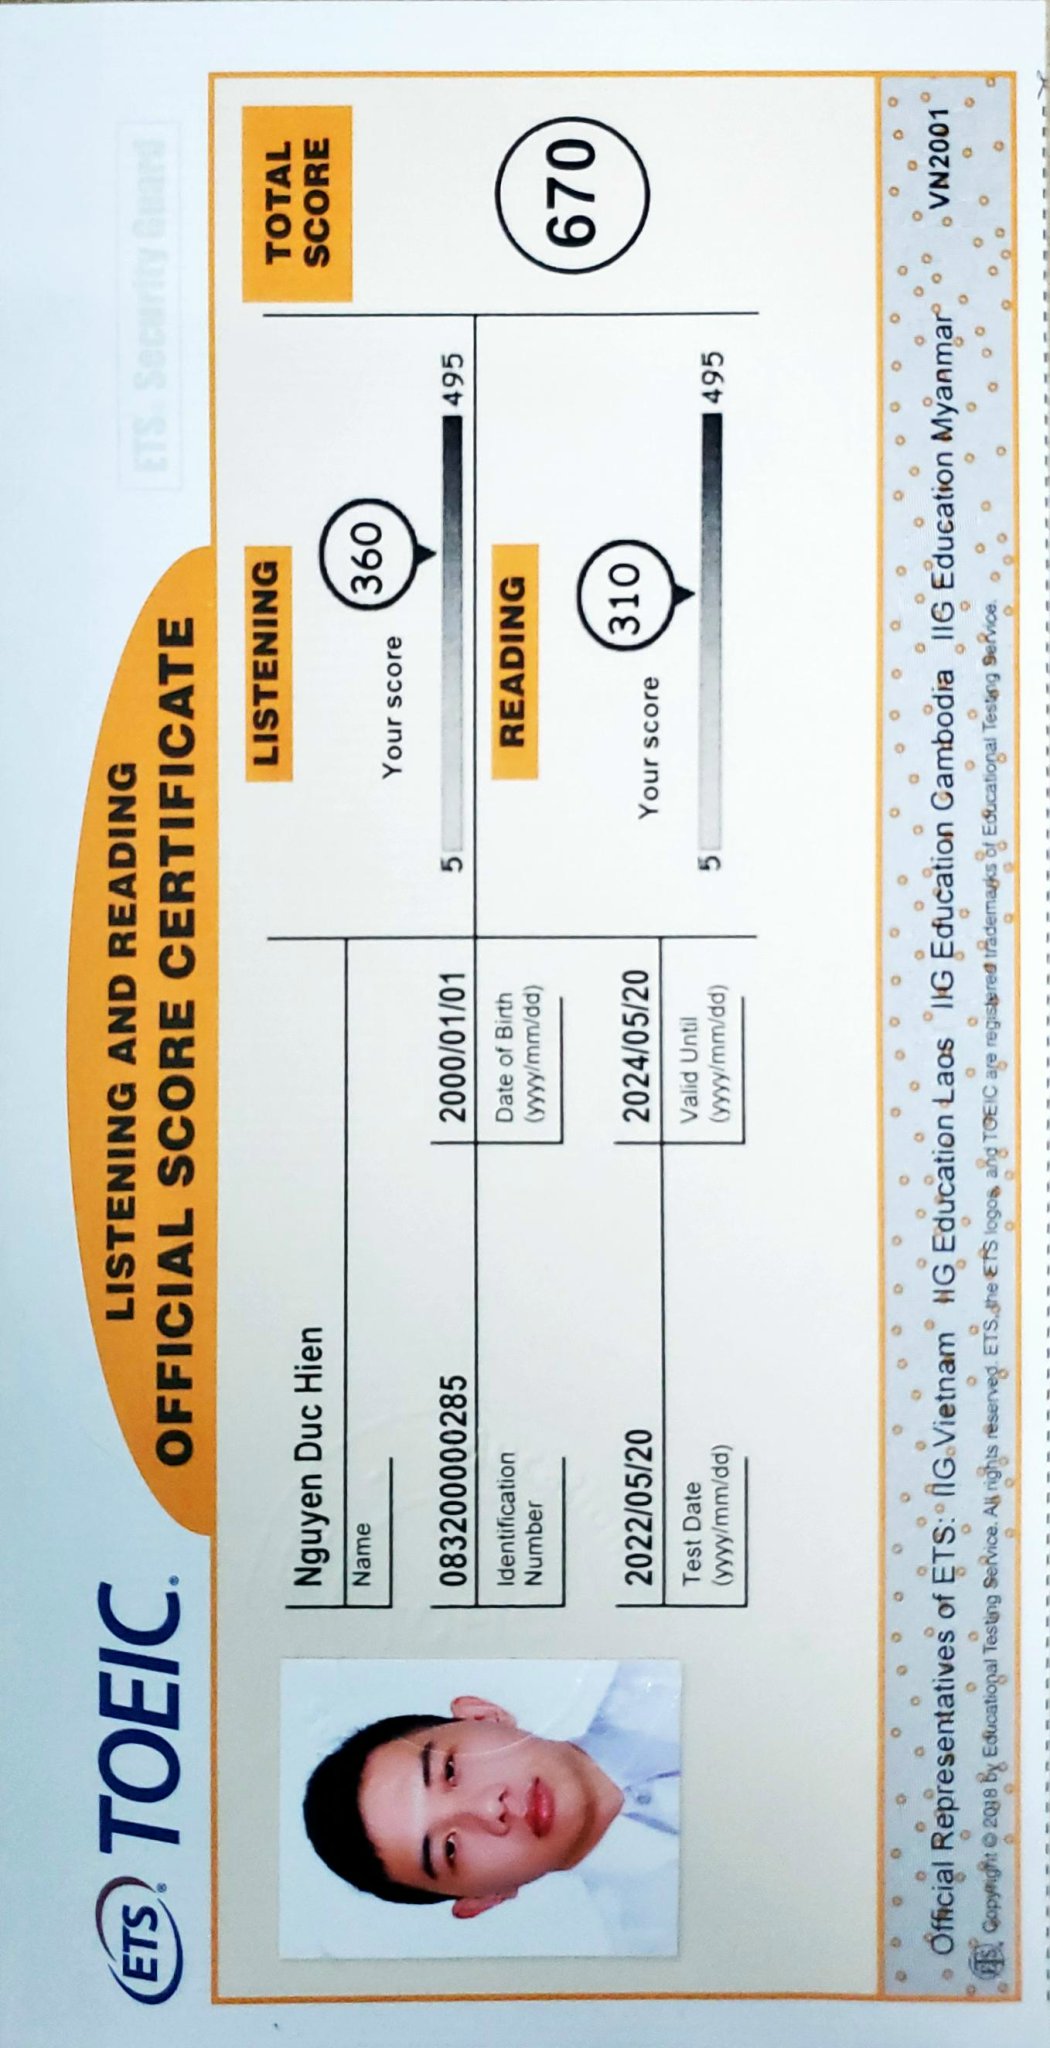 ETS® TOEIC®
LISTENING AND READING
OFFICIAL SCORE CERTIFICATE
ETS® Security Guard
Nguyen Duc Hien
Name
083200000285
Identification
Number
2000/01/01
Date of Birth
(yyyy/mm/dd)
2022/05/20
Test Date
(yyyy/mm/dd)
2024/05/20
Valid Until
(yyyy/mm/dd)
LISTENING
Your score 360
5 495
READING
Your score 310
5 495
TOTAL
SCORE
670
Official Representatives of ETS: IIG Vietnam IIG Education Laos IIG Education Cambodia IIG Education Myanmar VN2001
ETS Copyright © 2018 by Educational Testing Service. All rights reserved. ETS, the ETS logos, and TOEIC are registered trademarks of Educational Testing Service.